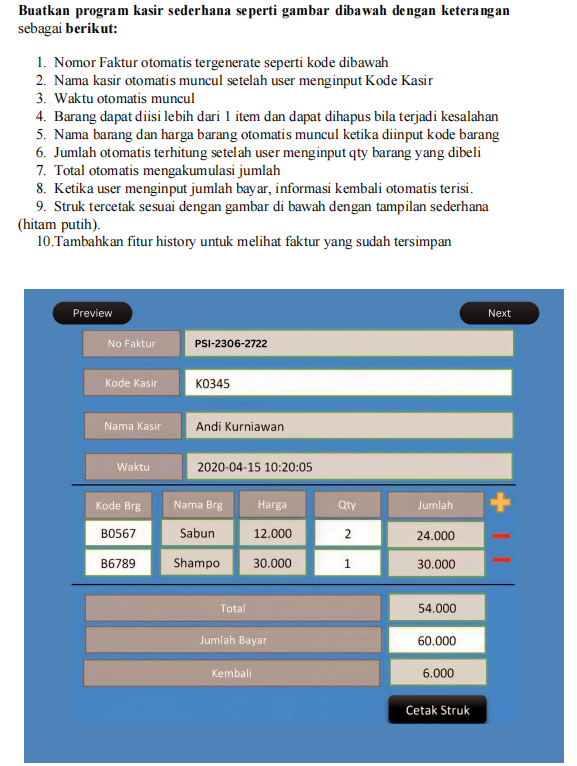 Buatkan program kasir sederhana seperti gambar dibawah dengan keterangan
sebagai berikut:
1. Nomor Faktur otomatis tergenerate seperti kode dibawah
2. Nama kasir otomatis muncul setelah user menginput Kode Kasir
3. Waktu otomatis muncul
4. Barang dapat diisi lebih dari 1 item dan dapat dihapus bila terjadi kesalahan
5. Nama barang dan harga barang otomatis muncul ketika diinput kode barang
6. Jumlah otomatis terhitung setelah user menginput qty barang yang dibeli
7. Total otomatis mengakumulasi jumlah
8. Ketika user menginput jumlah bayar, informasi kembali otomatis terisi.
9. Struk tercetak sesuai dengan gambar di bawah dengan tampilan sederhana
(hitam putih).
10.Tambahkan fitur history untuk melihat faktur yang sudah tersimpan
Preview Next
No Faktur PSI-2306-2722
Kode Kasir K0345
Nama Kasir Andi Kurniawan
Waktu 2020-04-15 10:20:05
Kode Brg Nama Brg Harga Qty Jumlah
B0567 Sabun 12.000 2 24.000
B6789 Shampo 30.000 1 30.000
Total 54.000
Jumlah Bayar 60.000
Kembali 6.000
Cetak Struk